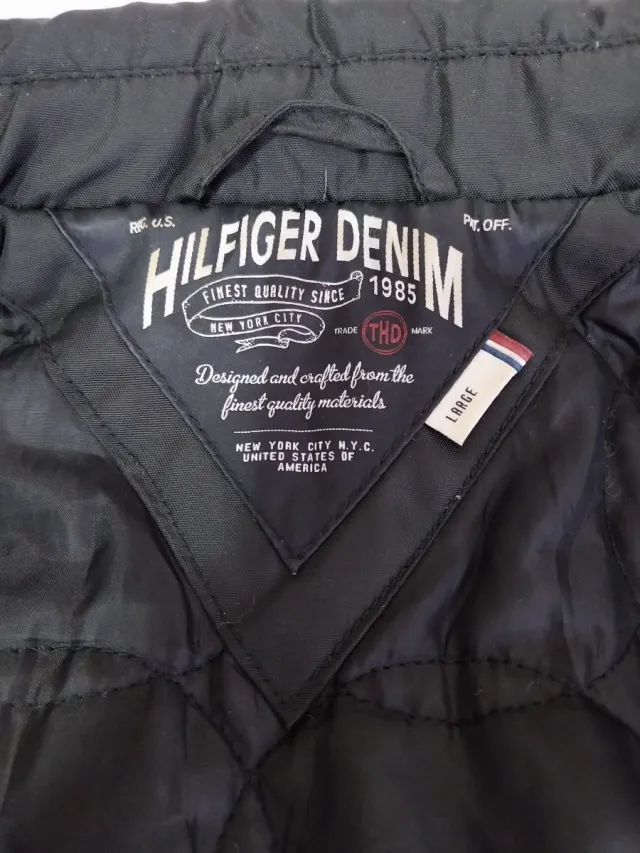 REG. U.S. PAT. OFF.
HILFIGER DENIM
FINEST QUALITY SINCE 1985
NEW YORK CITY
TRADE THD MARK
Designed and crafted from the
finest quality materials
NEW YORK CITY N.Y.C.
UNITED STATES OF
AMERICA
LARGE